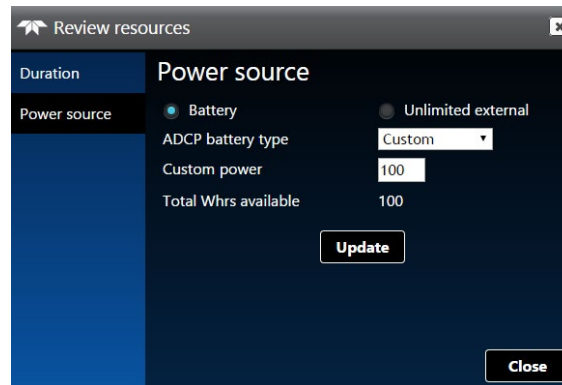 Review resources
Duration
Power source
Power source
Battery
Unlimited external
ADCP battery type
Custom
Custom power
100
Total Whrs available
100
Update
Close